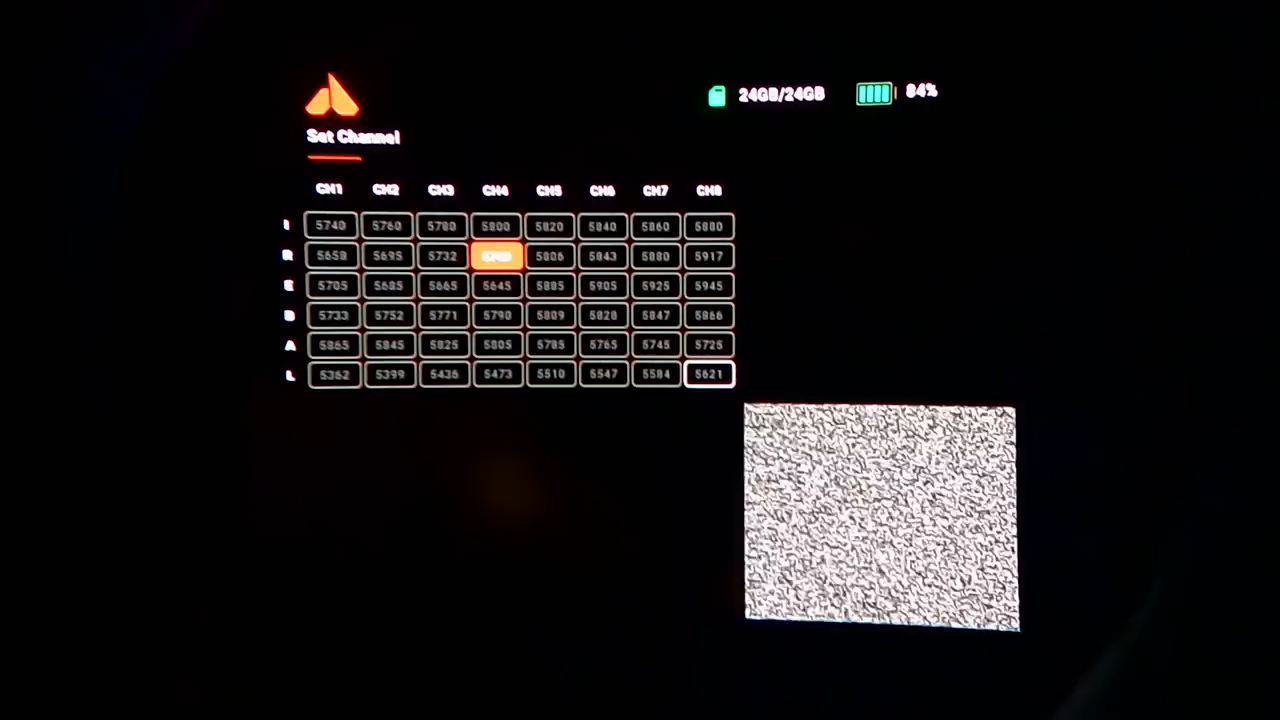 24GB/24GB 84%
Set Channel
CH1 CH2 CH3 CH4 CH5 CH6 CH7 CH8
5740 5760 5780 5800 5820 5840 5860 5880
R 5658 5695 5732 5806 5843 5880 5917
E 5705 5685 5665 5645 5885 5905 5925 5945
B 5733 5752 5771 5790 5809 5828 5847 5866
A 5865 5845 5825 5805 5785 5765 5745 5725
L 5362 5399 5436 5473 5510 5547 5584 5621